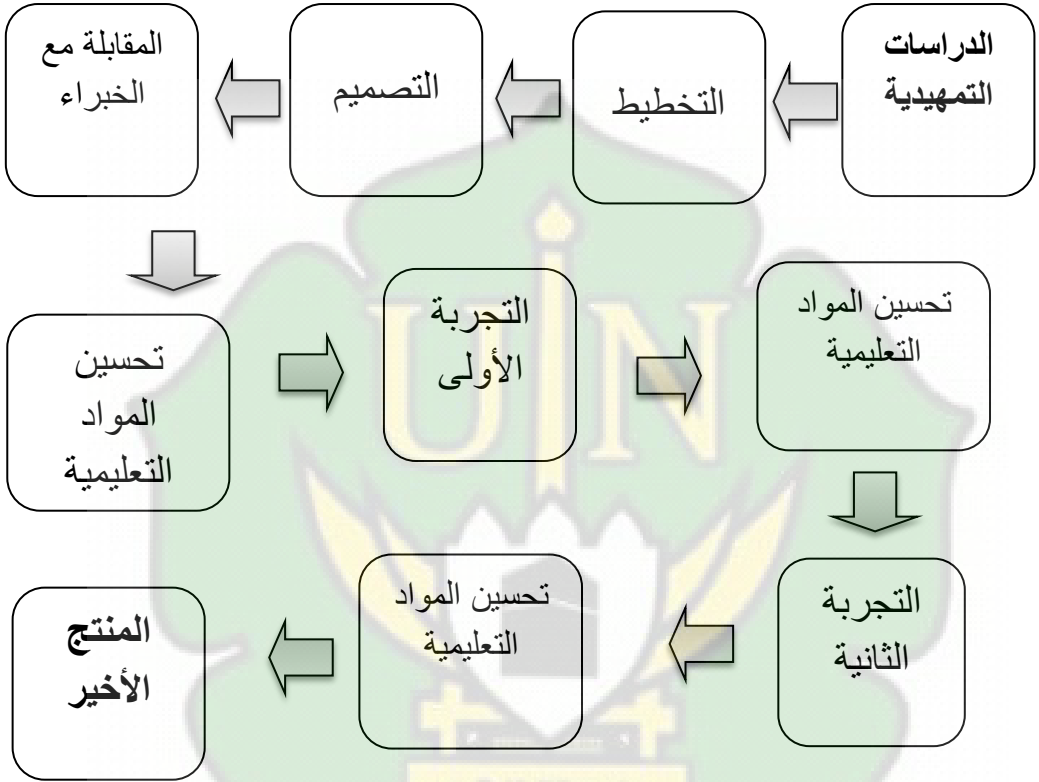 الدراسات
التمهيدية
التخطيط
التصميم
المقابلة مع
الخبراء
تحسين
المواد
التعليمية
التجربة
الأولى
تحسين المواد
التعليمية
التجربة
الثانية
تحسين المواد
التعليمية
المنتج
الأخير
UIN